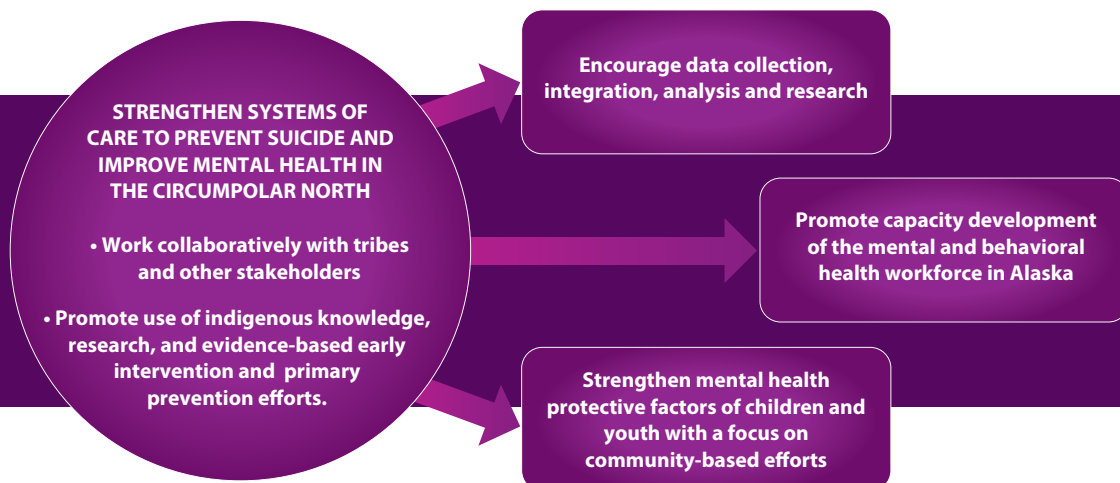 STRENGTHEN SYSTEMS OF
CARE TO PREVENT SUICIDE AND
IMPROVE MENTAL HEALTH IN
THE CIRCUMPOLAR NORTH
• Work collaboratively with tribes
and other stakeholders
• Promote use of indigenous knowledge,
research, and evidence-based early
intervention and primary
prevention efforts.
Encourage data collection,
integration, analysis and research
Promote capacity development
of the mental and behavioral
health workforce in Alaska
Strengthen mental health
protective factors of children and
youth with a focus on
community-based efforts